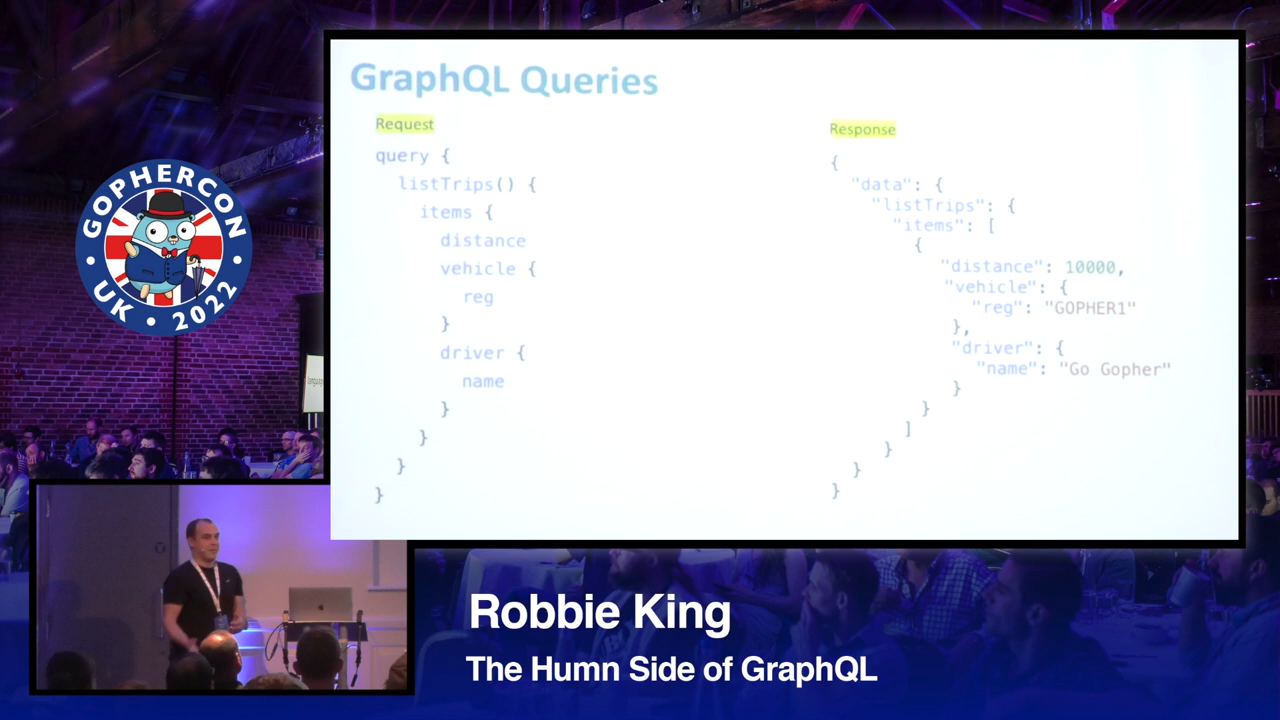 GraphQL Queries
Request
query {
listTrips() {
items {
distance
vehicle {
reg
}
driver {
name
}
}
}
}
Response
{
"data": {
"listTrips": {
"items": [
{
"distance": 10000,
"vehicle": {
"reg": "GOPHER1"
},
"driver": {
"name": "Go Gopher"
}
}
]
}
}
}
GOPHERCON
UK • 2022
Robbie King
The Humn Side of GraphQL